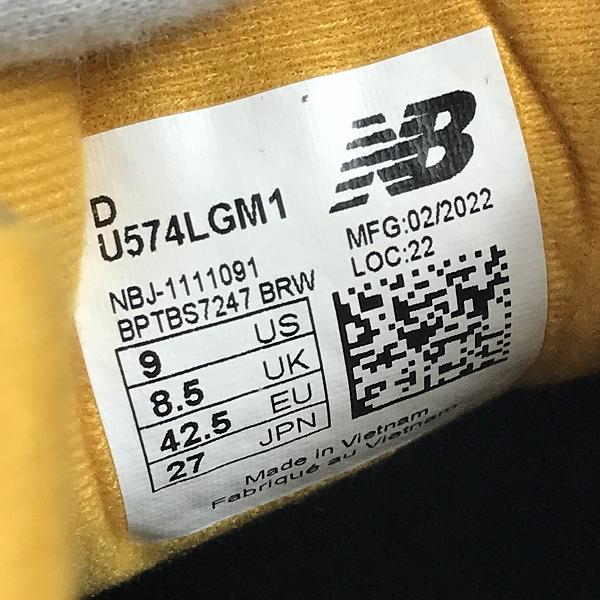 NB
D
U574LGM1
MFG:02/2022
LOC:22
NBJ-1111091
BPTBS7247 BRW
9 US
8.5 UK
42.5 EU
27 JPN
Made in Vietnam
Fabriqué au Vietnam